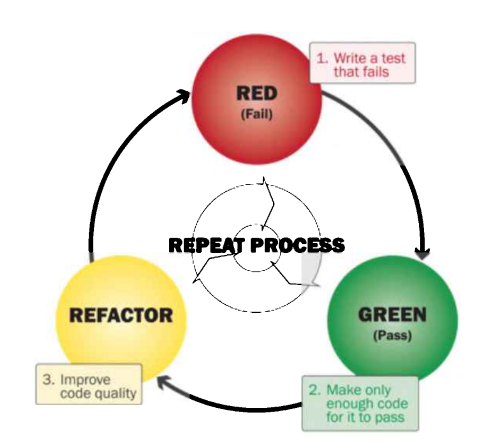 RED
(Fail)
1. Write a test
that fails
REPEAT PROCESS
REFACTOR
3. Improve
code quality
GREEN
(Pass)
2. Make only
enough code
for it to pass